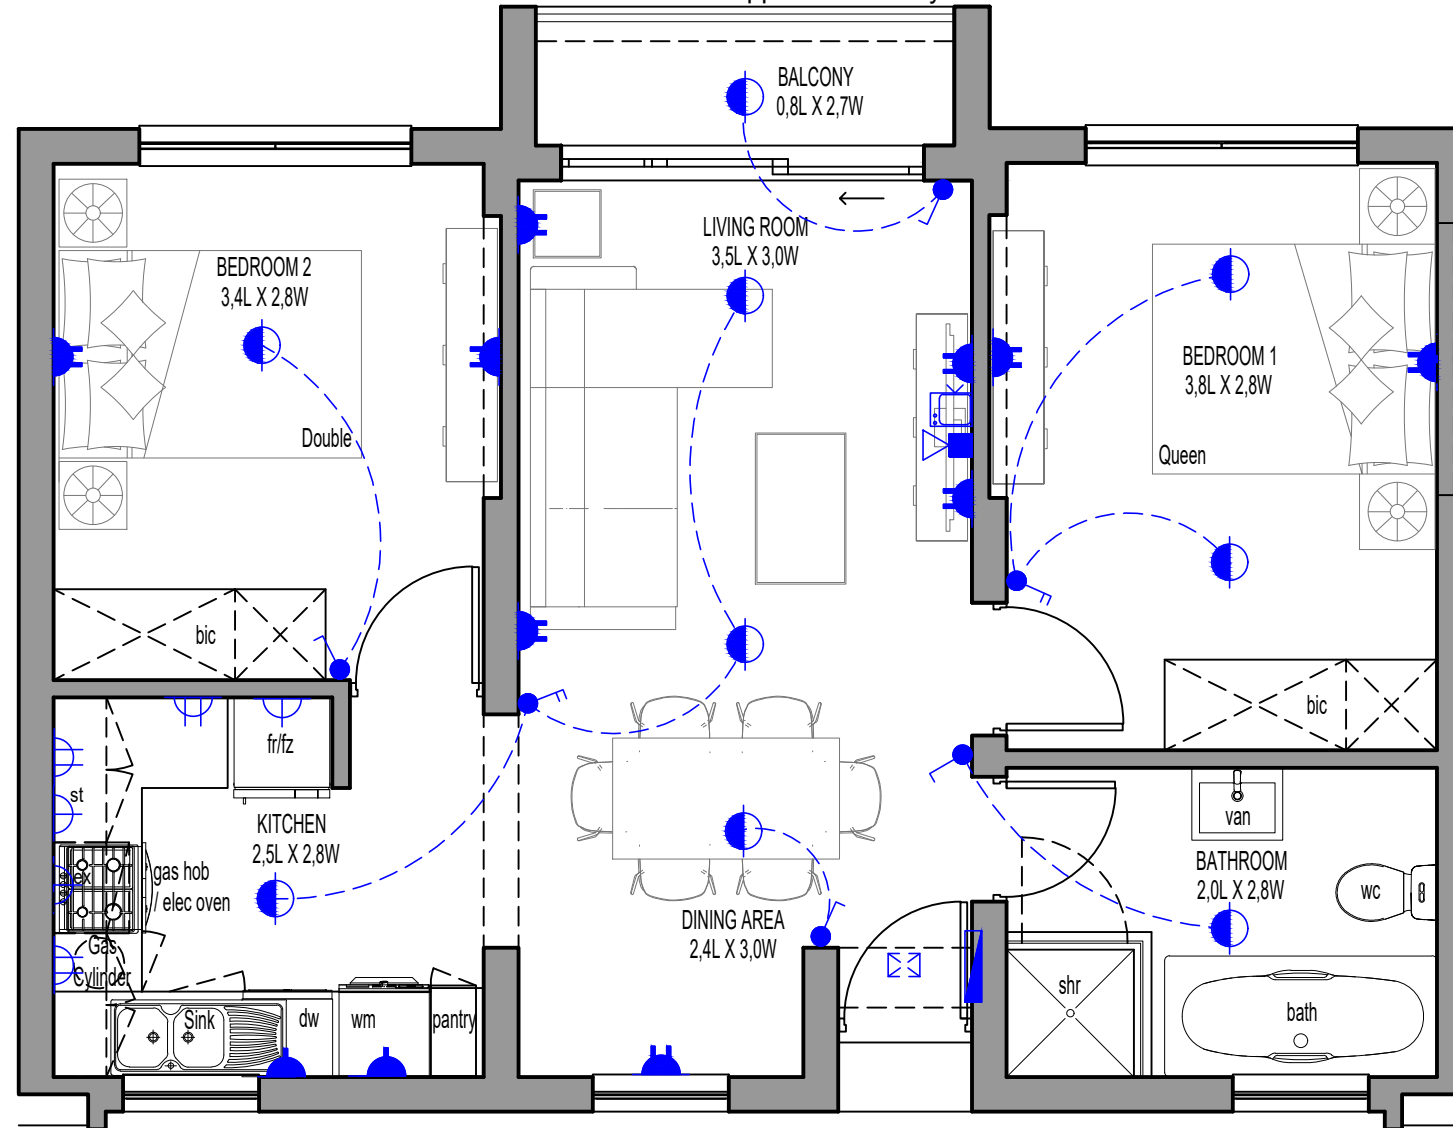 BALCONY
0,8L X 2,7W
LIVING ROOM
3,5L X 3,0W
BEDROOM 2
3,4L X 2,8W
Double
BEDROOM 1
3,8L X 2,8W
Queen
bic
bic
fr/fz
st
KITCHEN
2,5L X 2,8W
ex
gas hob
/ elec oven
Gas
Cylinder
Sink
dw
wm
pantry
DINING AREA
2,4L X 3,0W
van
BATHROOM
2,0L X 2,8W
wc
shr
bath